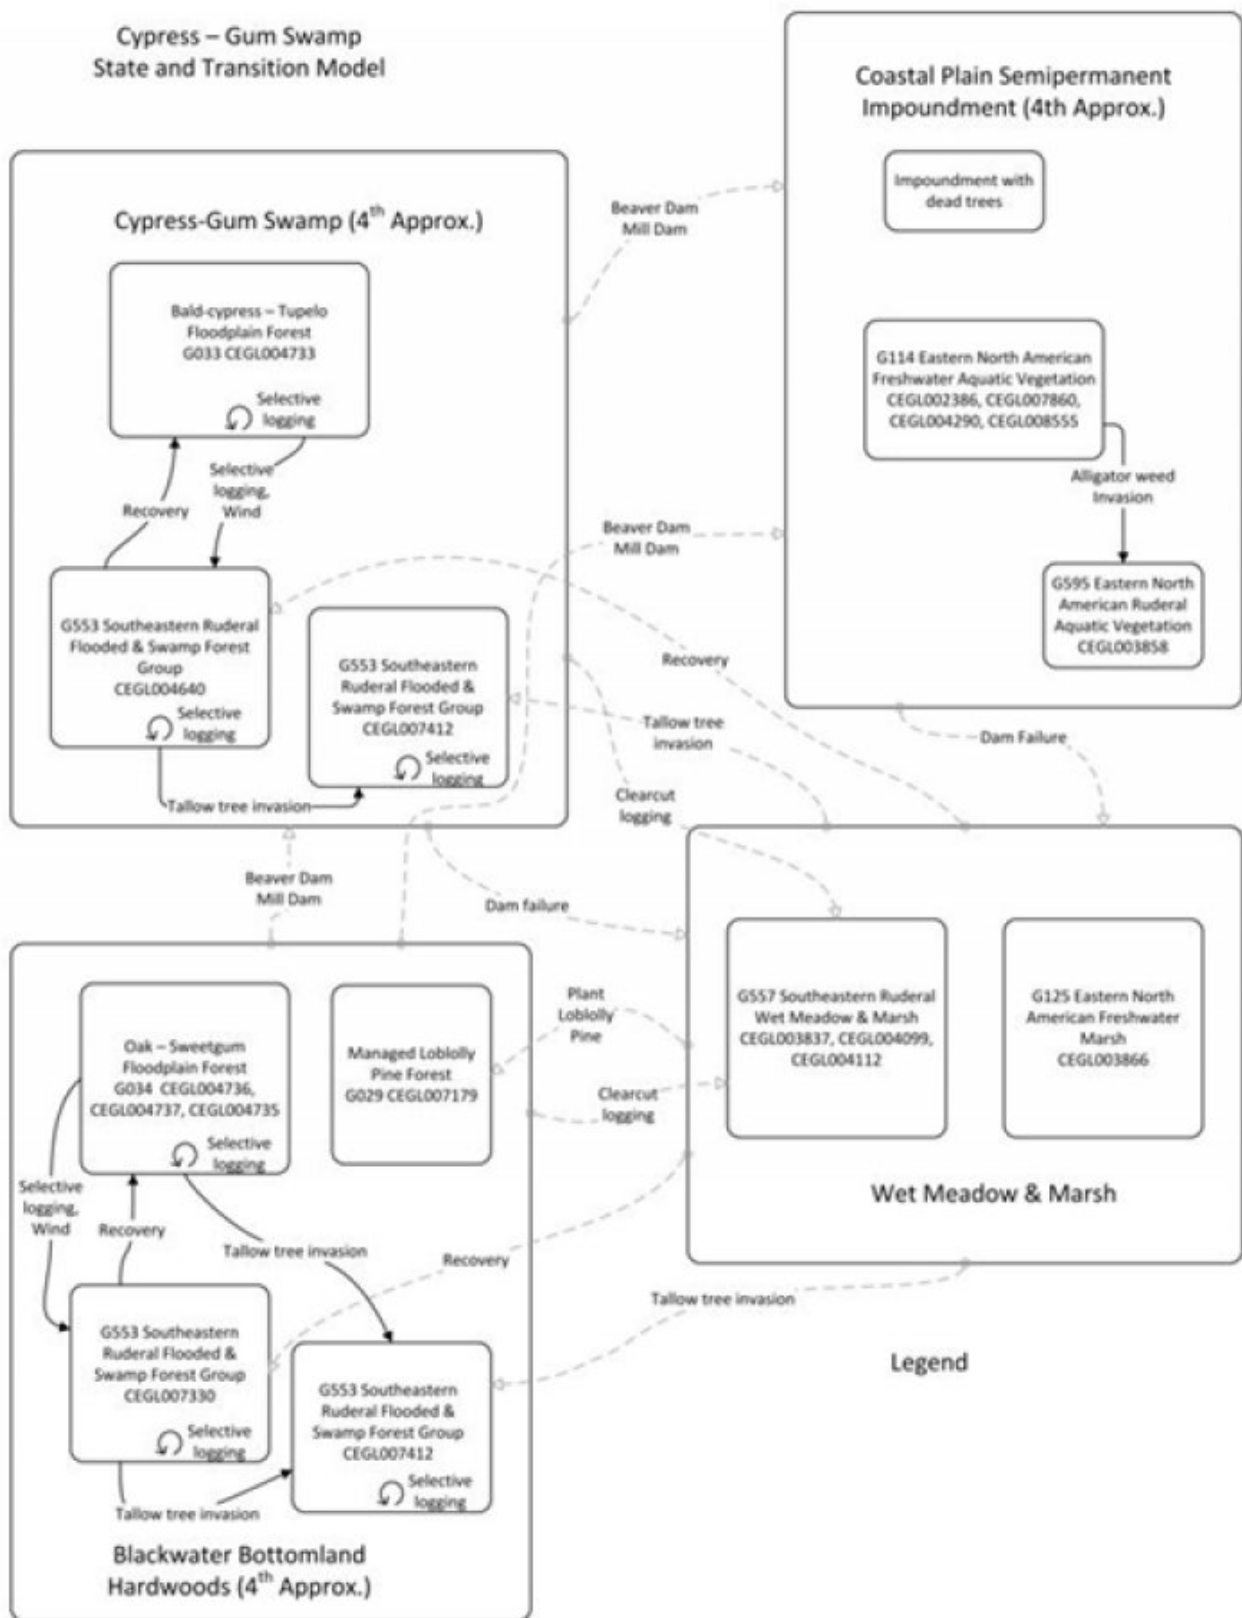 Cypress – Gum Swamp
State and Transition Model
Coastal Plain Semipermanent
Impoundment (4th Approx.)
Impoundment with
dead trees
Beaver Dam
Mill Dam
Cypress-Gum Swamp (4th Approx.)
Bald-cypress – Tupelo
Floodplain Forest
G033 CEGL004733
Selective
logging
G114 Eastern North American
Freshwater Aquatic Vegetation
CEGL002386, CEGL007860,
CEGL004290, CEGL008555
Selective
logging,
Wind
Recovery
Alligator weed
Invasion
Beaver Dam
Mill Dam
G553 Southeastern Ruderal
Flooded & Swamp Forest
Group
CEGL004640
Selective
logging
G553 Southeastern
Ruderal Flooded &
Swamp Forest Group
CEGL007412
Selective
logging
G595 Eastern North
American Ruderal
Aquatic Vegetation
CEGL003858
Recovery
Tallow tree
invasion
Dam Failure
Tallow tree invasion
Clearcut
logging
Beaver Dam
Mill Dam
Dam failure
Oak – Sweetgum
Floodplain Forest
G034 CEGL004736,
CEGL004737, CEGL004735
Selective
logging
Managed Loblolly
Pine Forest
G029 CEGL007179
Plant
Loblolly
Pine
Clearcut
logging
G557 Southeastern Ruderal
Wet Meadow & Marsh
CEGL003837, CEGL004099,
CEGL004112
G125 Eastern North
American Freshwater
Marsh
CEGL003866
Wet Meadow & Marsh
Selective
logging,
Wind
Recovery
Tallow tree invasion
Recovery
Tallow tree invasion
G553 Southeastern
Ruderal Flooded &
Swamp Forest Group
CEGL007330
Selective
logging
G553 Southeastern
Ruderal Flooded &
Swamp Forest Group
CEGL007412
Selective
logging
Tallow tree invasion
Legend
Blackwater Bottomland
Hardwoods (4th Approx.)